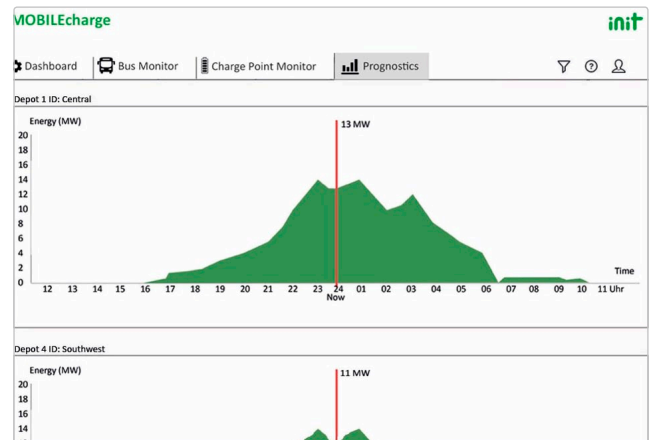 MOBILEcharge
init
Dashboard Bus Monitor Charge Point Monitor Prognostics ?
Depot 1 ID: Central
Energy (MW)
13 MW
20
18
16
14
12
10
8
6
4
2
0
Time
12 13 14 15 16 17 18 19 20 21 22 23 24 01 02 03 04 05 06 07 08 09 10 11 Uhr
Now
Depot 4 ID: Southwest
Energy (MW)
11 MW
20
18
16
14